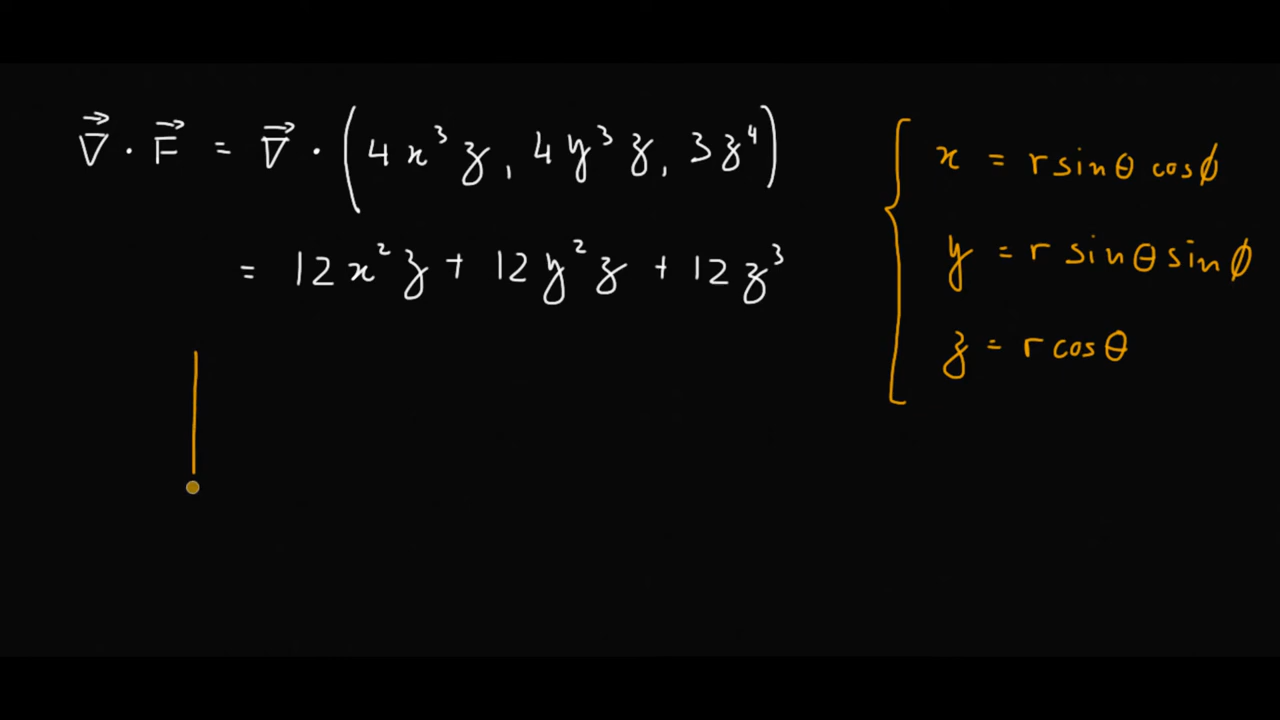 ∇⃗ · F⃗ = ∇⃗ · (4x³z, 4y³z, 3z⁴)
= 12x²z + 12y²z + 12z³
x = r sinθ cosϕ
y = r sinθ sinϕ
z = r cosθ